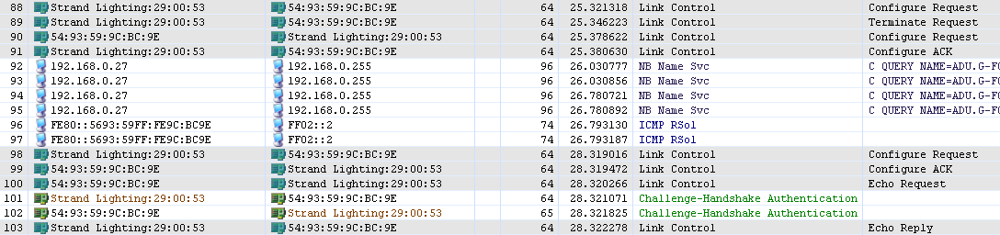 88 Strand Lighting:29:00:53 54:93:59:9C:BC:9E 64 25.321318 Link Control Configure Request
89 Strand Lighting:29:00:53 54:93:59:9C:BC:9E 64 25.346223 Link Control Terminate Request
90 54:93:59:9C:BC:9E Strand Lighting:29:00:53 64 25.378622 Link Control Configure Request
91 Strand Lighting:29:00:53 54:93:59:9C:BC:9E 64 25.380630 Link Control Configure ACK
92 192.168.0.27 192.168.0.255 96 26.030777 NB Name Svc C QUERY NAME=ADU.G-FO
93 192.168.0.27 192.168.0.255 96 26.030856 NB Name Svc C QUERY NAME=ADU.G-FO
94 192.168.0.27 192.168.0.255 96 26.780721 NB Name Svc C QUERY NAME=ADU.G-FO
95 192.168.0.27 192.168.0.255 96 26.780892 NB Name Svc C QUERY NAME=ADU.G-FO
96 FE80::5693:59FF:FE9C:BC9E FF02::2 74 26.793130 ICMP RSol
97 FE80::5693:59FF:FE9C:BC9E FF02::2 74 26.793187 ICMP RSol
98 Strand Lighting:29:00:53 54:93:59:9C:BC:9E 64 28.319016 Link Control Configure Request
99 54:93:59:9C:BC:9E Strand Lighting:29:00:53 64 28.319472 Link Control Configure ACK
100 54:93:59:9C:BC:9E Strand Lighting:29:00:53 64 28.320266 Link Control Echo Request
101 Strand Lighting:29:00:53 54:93:59:9C:BC:9E 64 28.321071 Challenge-Handshake Authentication
102 54:93:59:9C:BC:9E Strand Lighting:29:00:53 65 28.321825 Challenge-Handshake Authentication
103 Strand Lighting:29:00:53 54:93:59:9C:BC:9E 64 28.322278 Link Control Echo Reply